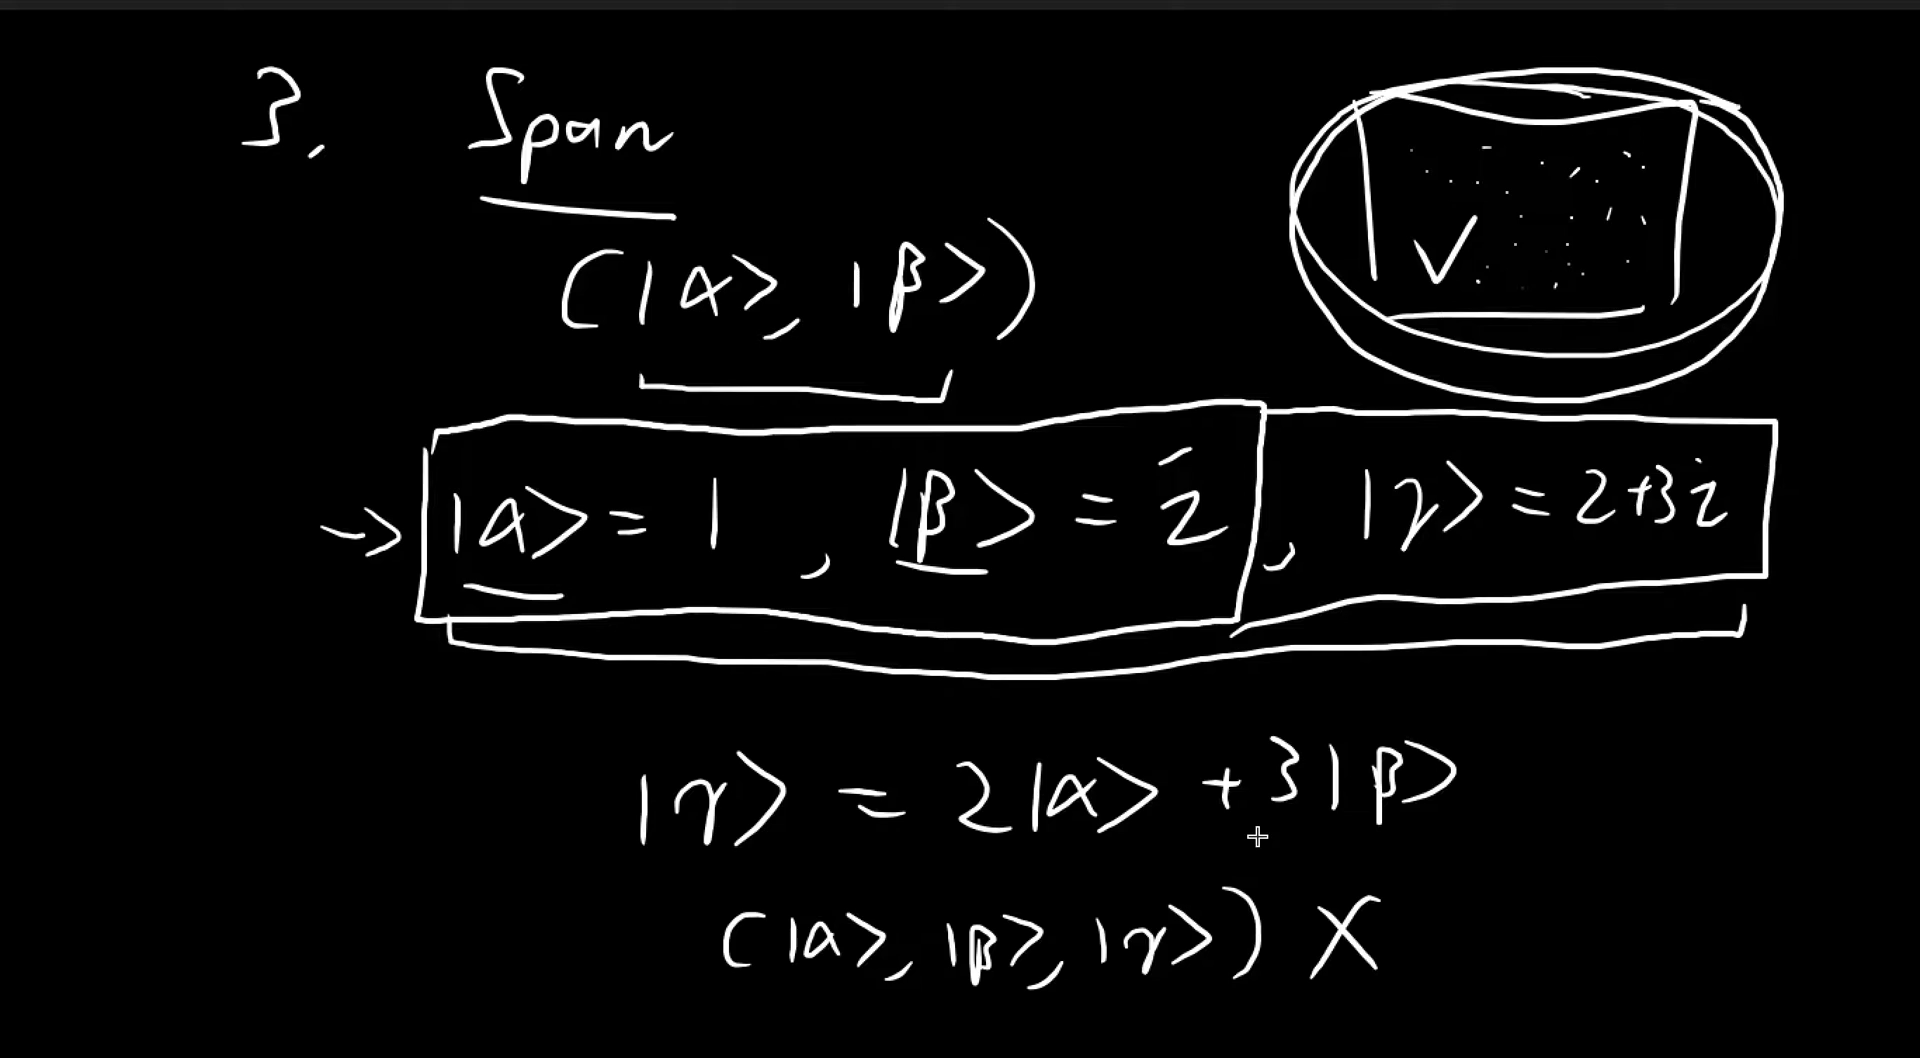 3. Span
(|α>, |β>)
V
→ |α> = 1, |β> = i, |γ> = 2+3i
|γ> = 2|α> + 3|β>
(|α>, |β>, |γ>) X